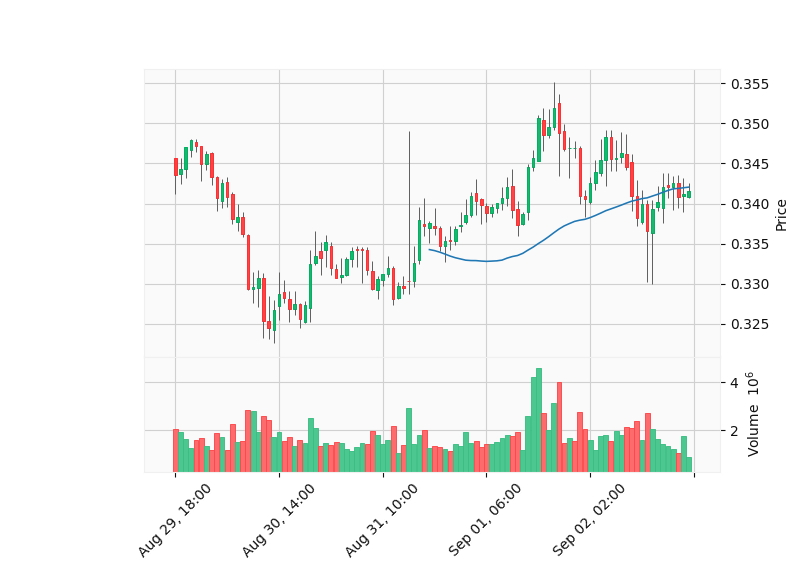 0.355
0.350
0.345
0.340
0.335
0.330
0.325
Price
4
2
Volume 10^6
Aug 29, 18:00
Aug 30, 14:00
Aug 31, 10:00
Sep 01, 06:00
Sep 02, 02:00